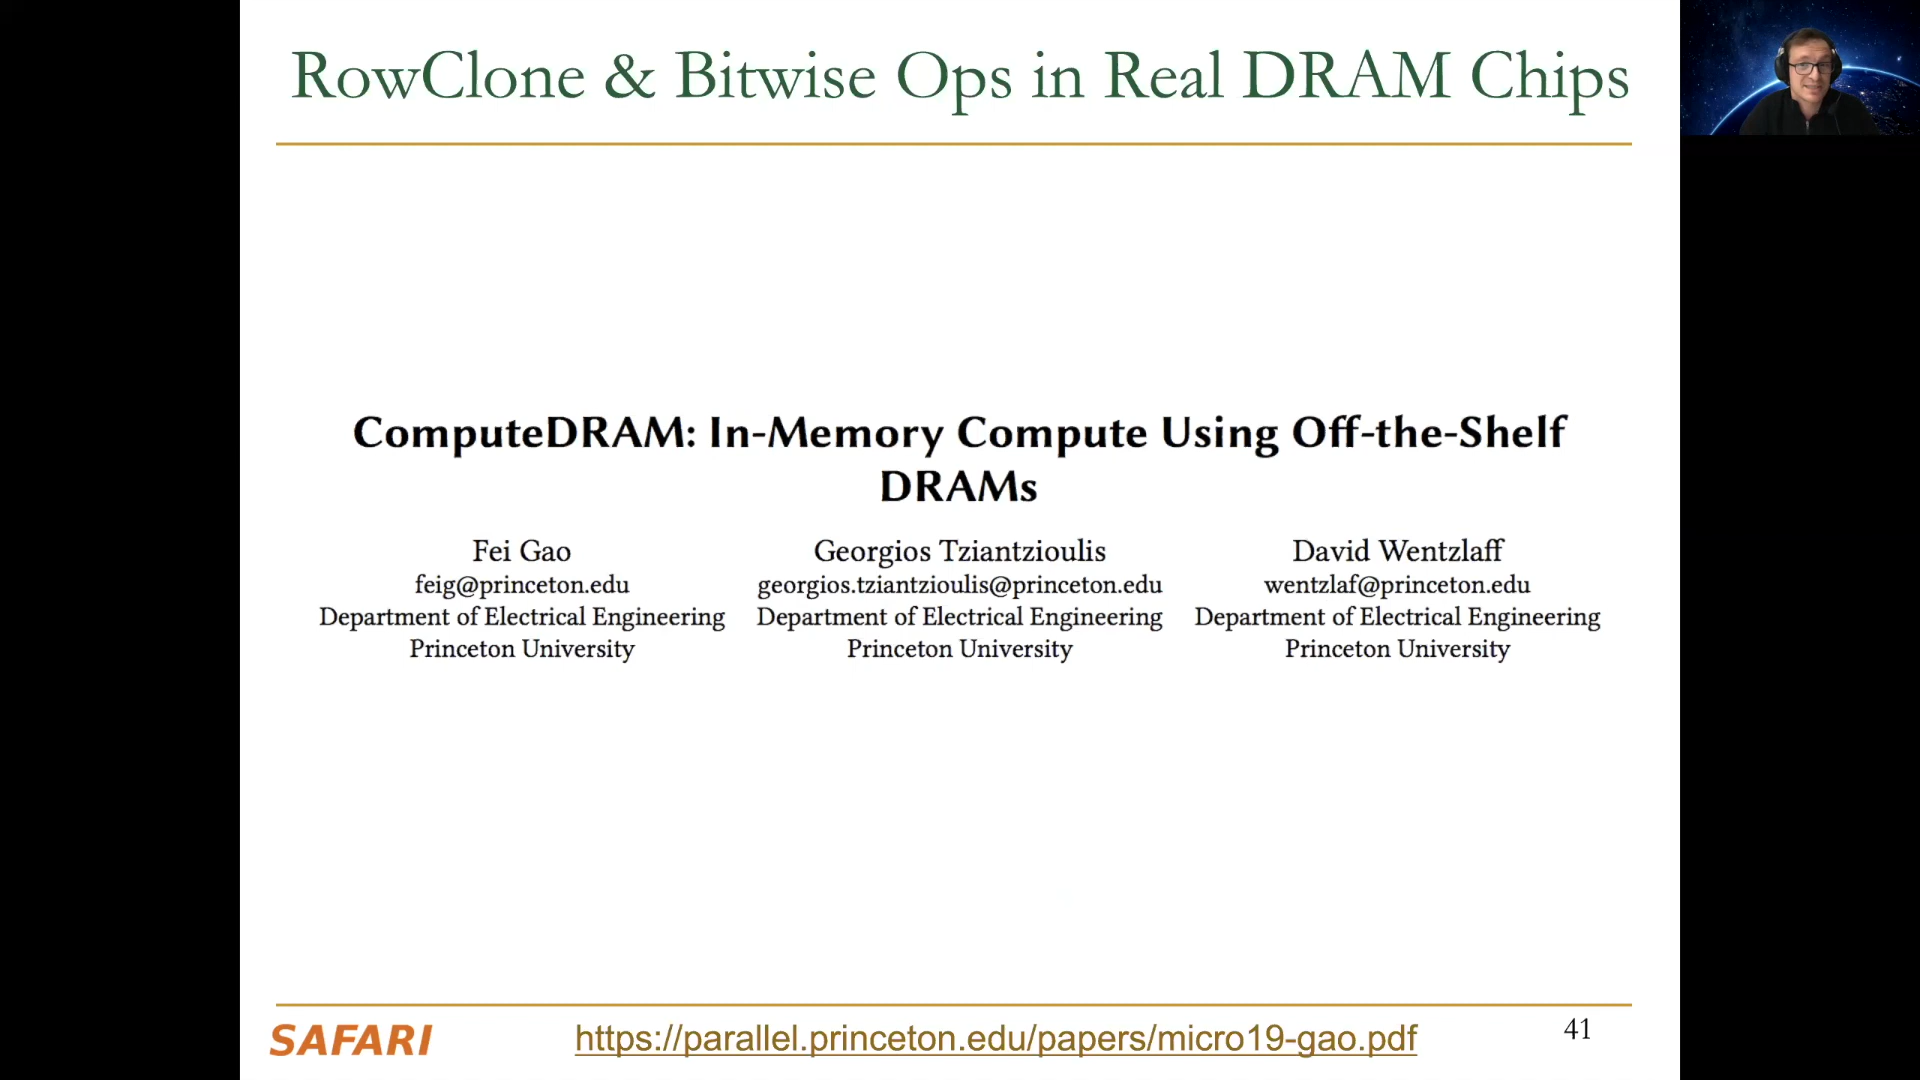 RowClone & Bitwise Ops in Real DRAM Chips
ComputeDRAM: In-Memory Compute Using Off-the-Shelf
DRAMs
Fei Gao
feig@princeton.edu
Department of Electrical Engineering
Princeton University
Georgios Tziantzioulis
georgios.tziantzioulis@princeton.edu
Department of Electrical Engineering
Princeton University
David Wentzlaff
wentzlaf@princeton.edu
Department of Electrical Engineering
Princeton University
SAFARI
https://parallel.princeton.edu/papers/micro19-gao.pdf
41